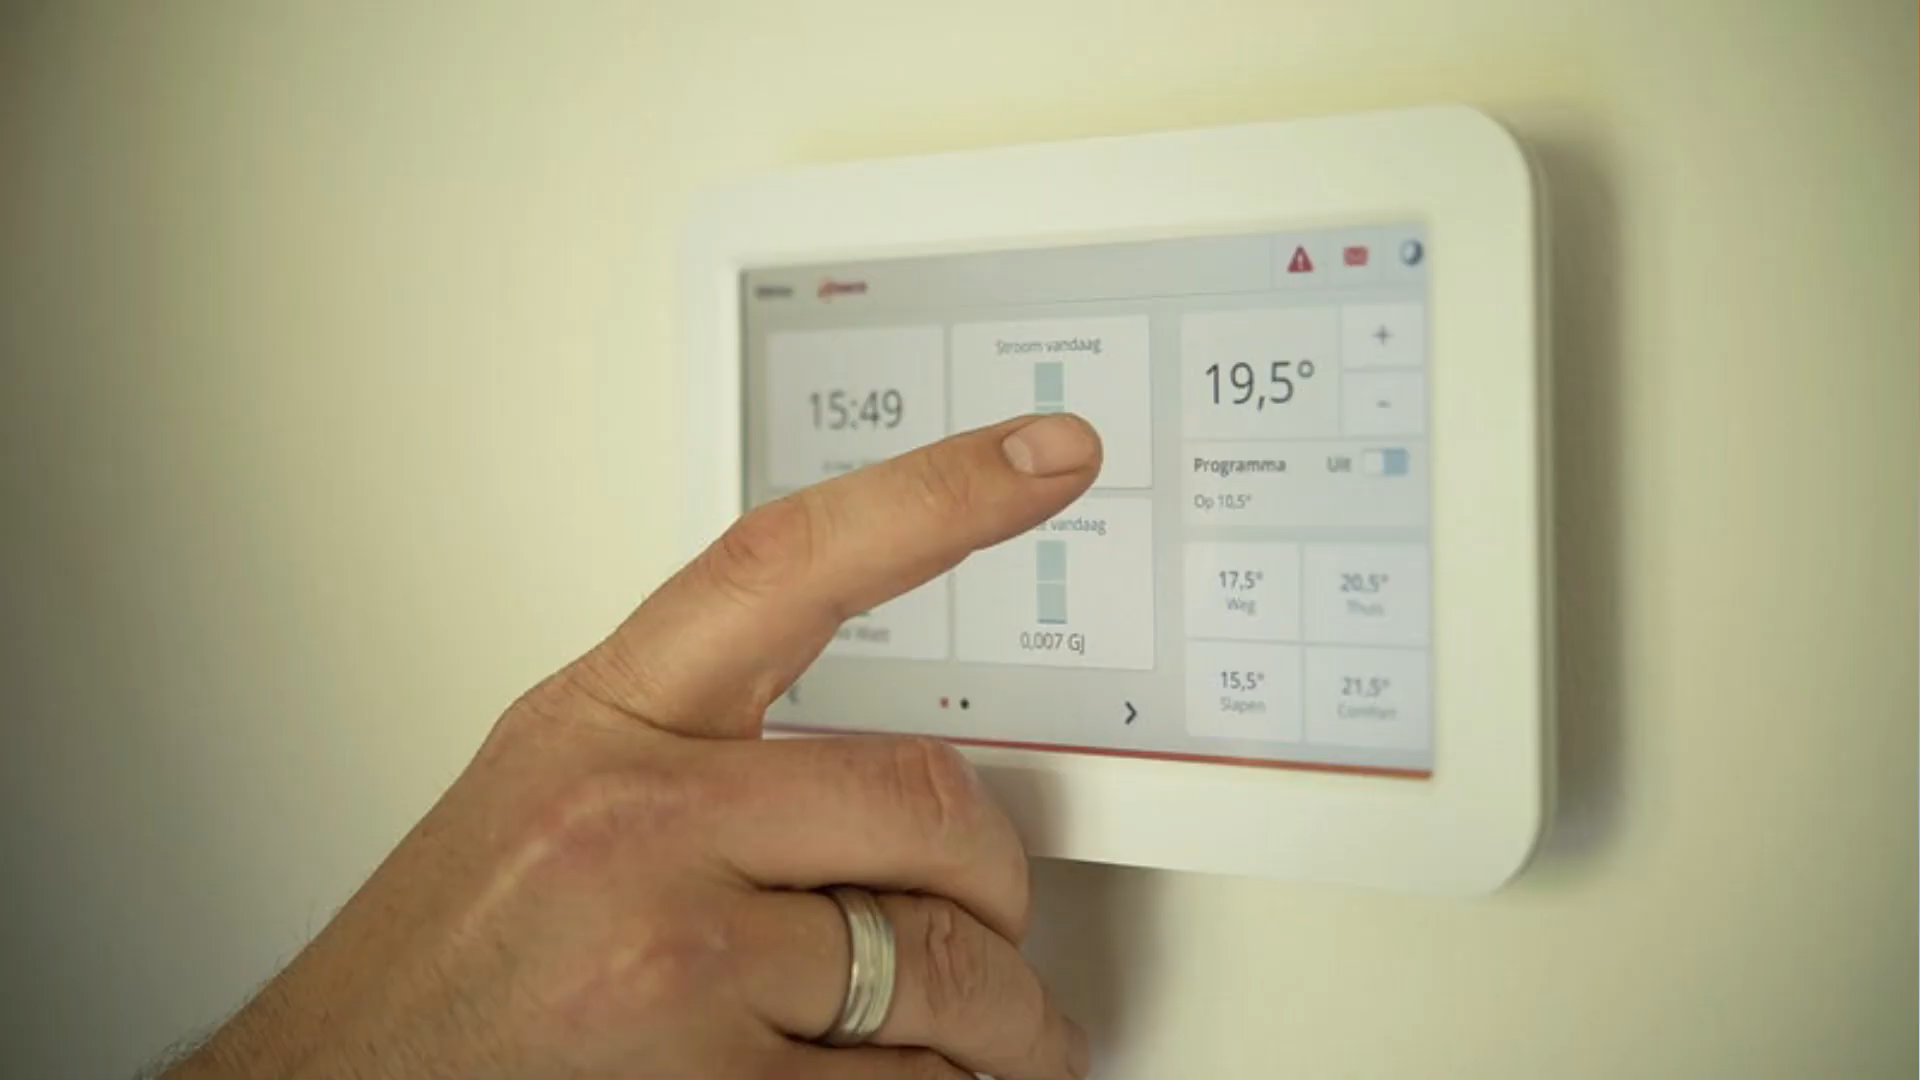 15:49
Stroom vandaag
vandaag
0,007 GJ
Watt
19,5°
+
-
Programma Uit
Op 10,5°
17,5°
Weg
20,5°
Thuis
15,5°
Slapen
21,5°
Comfort